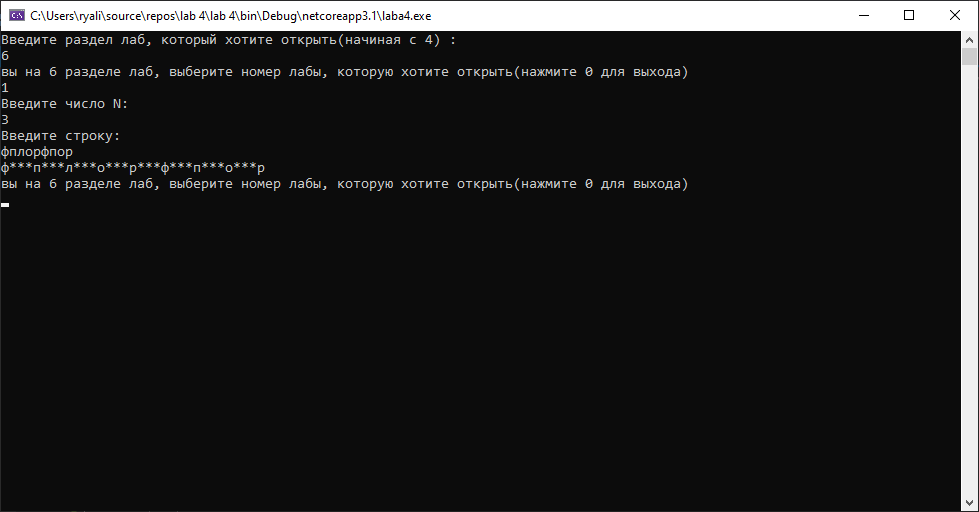 C:\Users\ryali\source\repos\lab 4\lab 4\bin\Debug\netcoreapp3.1\laba4.exe
Введите раздел лаб, который хотите открыть(начиная с 4) :
6
вы на 6 разделе лаб, выберите номер лабы, которую хотите открыть(нажмите 0 для выхода)
1
Введите число N:
3
Введите строку:
фплорфпор
ф***п***л***о***р***ф***п***о***р
вы на 6 разделе лаб, выберите номер лабы, которую хотите открыть(нажмите 0 для выхода)